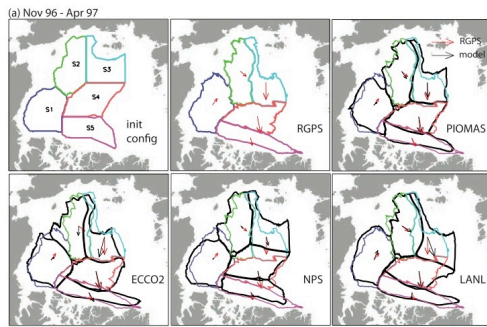 (a) Nov 96 - Apr 97
S2
S3
S1
S4
S5
init
config
RGPS
RGPS
model
PIOMAS
ECCO2
NPS
LANL